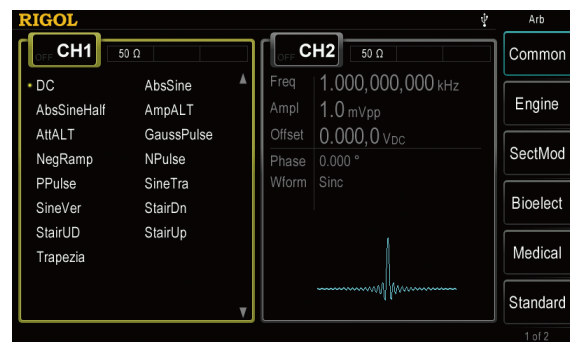 RIGOL Arb
OFF CH1 50 Ω
DC AbsSine
AbsSineHalf AmpALT
AttALT GaussPulse
NegRamp NPulse
PPulse SineTra
SineVer StairDn
StairUD StairUp
Trapezia
OFF CH2 50 Ω
Freq 1.000,000,000 kHz
Ampl 1.0 mVpp
Offset 0.000,0 VDC
Phase 0.000 °
Wform Sinc
Common
Engine
SectMod
Bioelect
Medical
Standard
1 of 2